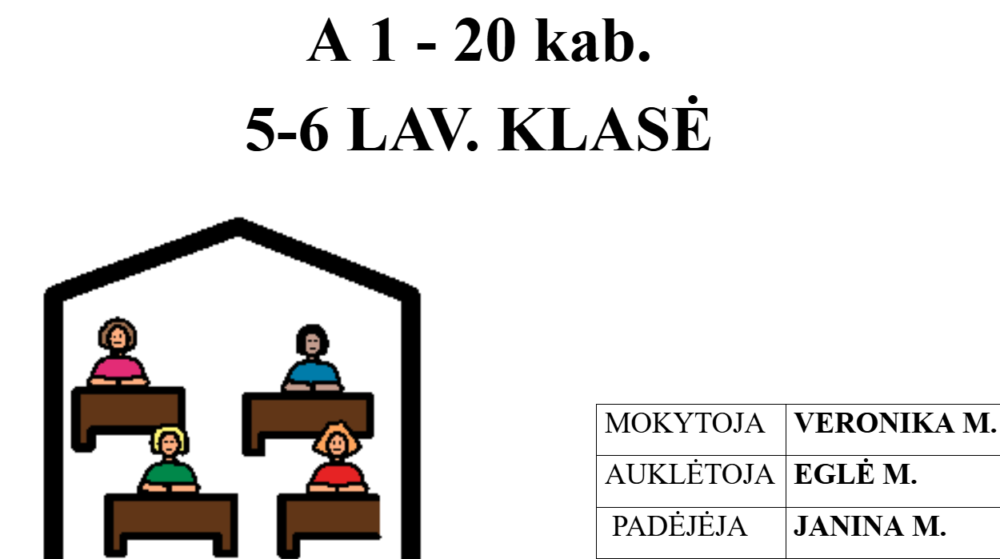 A 1 - 20 kab.
5-6 LAV. KLASĖ
MOKYTOJA VERONIKA M.
AUKLĖTOJA EGLĖ M.
PADĖJĖJA JANINA M.